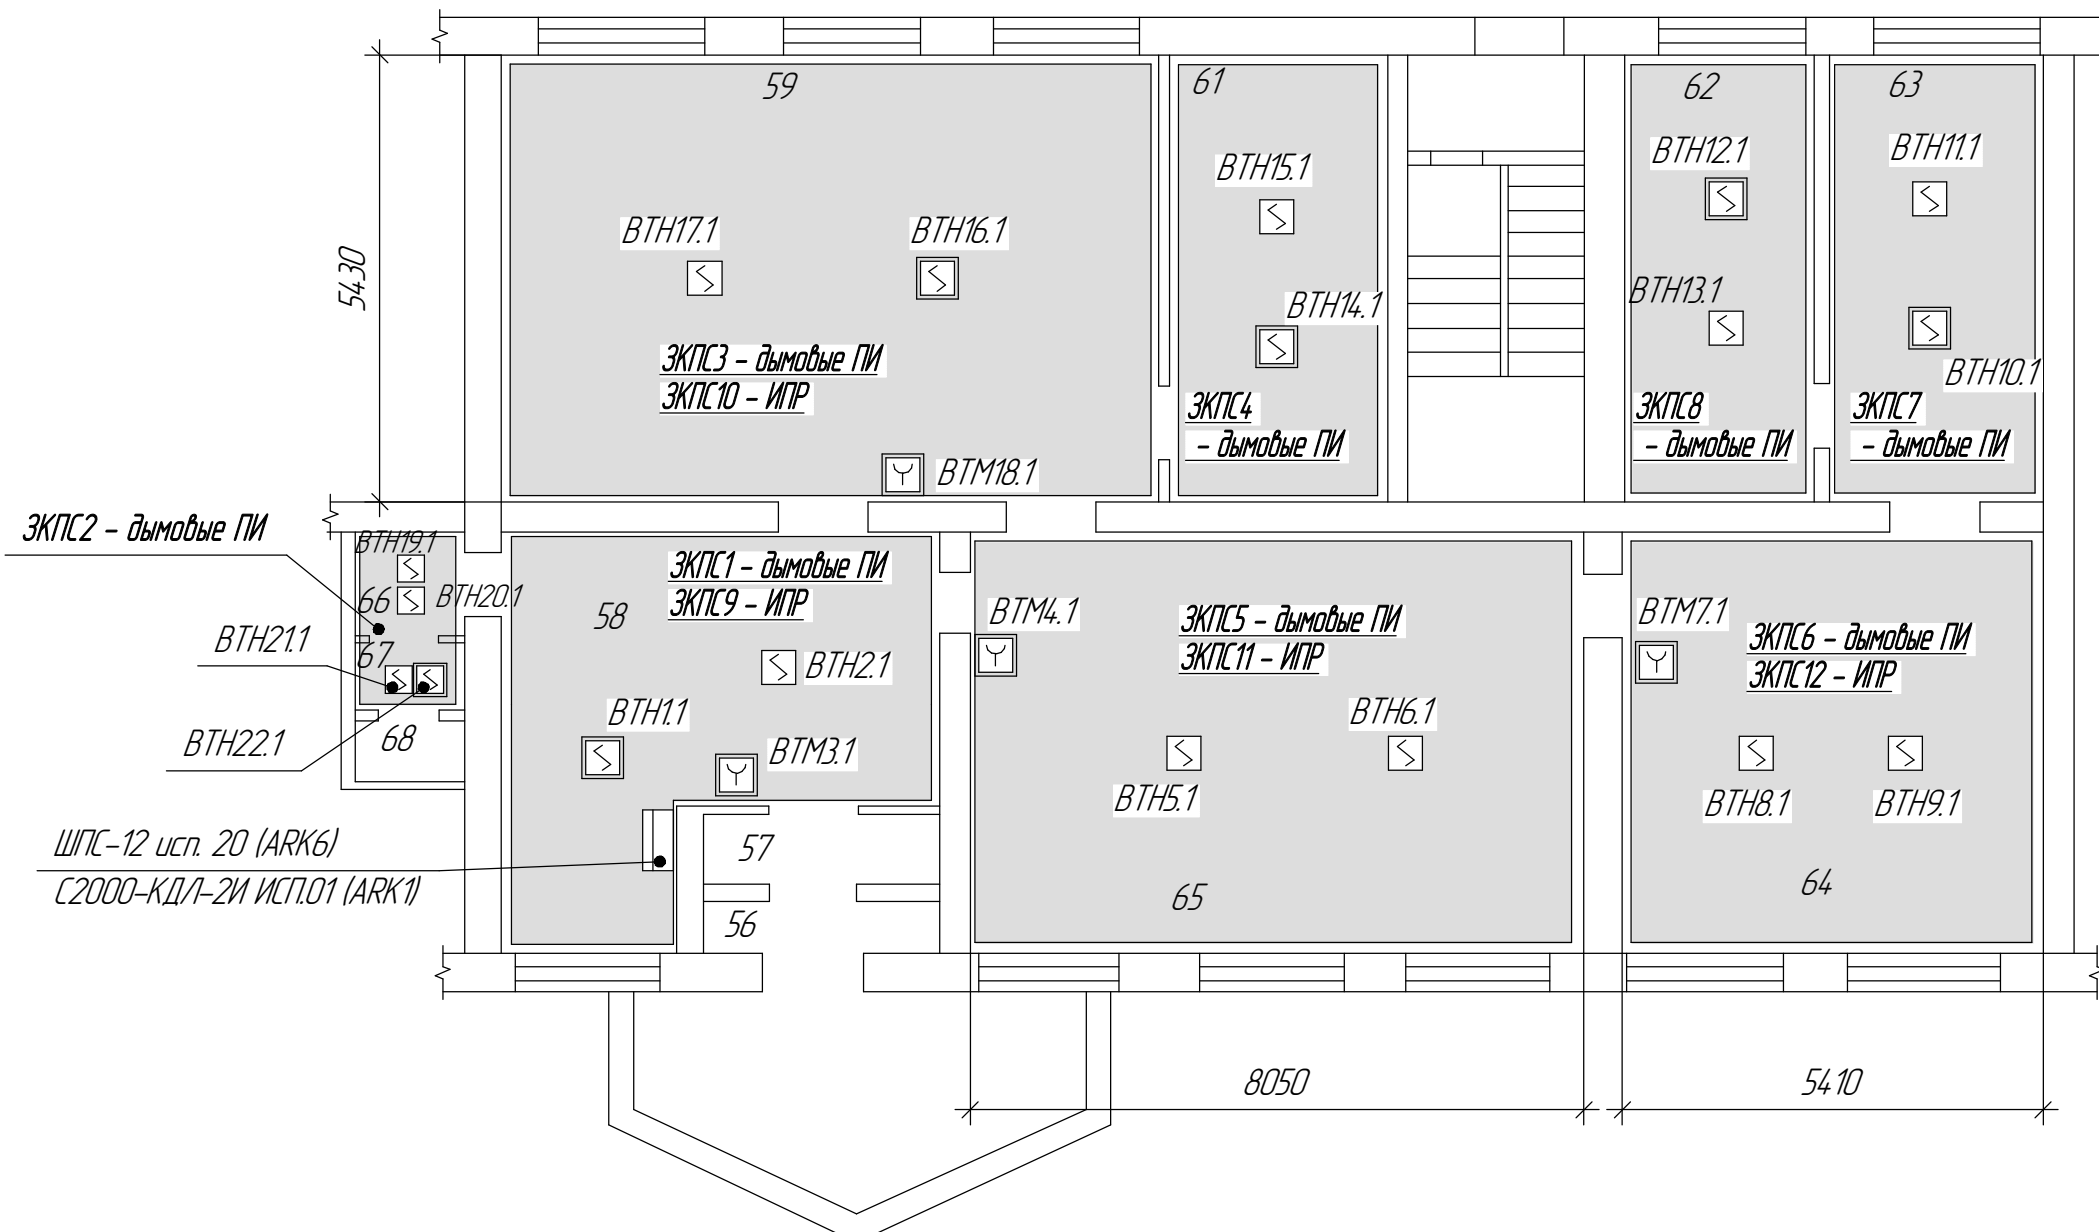 59
61
62
63
ВТН12.1
ВТН11.1
ВТН15.1
ВТН17.1
ВТН16.1
5430
ВТН13.1
ВТН14.1
ЗКПС3 - дымовые ПИ
ЗКПС10 - ИПР
ВТН10.1
ЗКПС4
- дымовые ПИ
ЗКПС8
- дымовые ПИ
ЗКПС7
- дымовые ПИ
ВТМ18.1
ЗКПС2 - дымовые ПИ
ВТН19.1
66
ВТН20.1
ЗКПС1 - дымовые ПИ
ЗКПС9 - ИПР
58
ВТМ4.1
ЗКПС5 - дымовые ПИ
ЗКПС11 - ИПР
ВТМ7.1
ЗКПС6 - дымовые ПИ
ЗКПС12 - ИПР
ВТН21.1
67
ВТН2.1
ВТН1.1
ВТН6.1
ВТН22.1
68
ВТМ3.1
ВТН5.1
ВТН8.1
ВТН9.1
ШПС-12 исп. 20 (ARK6)
С2000-КДЛ-2И ИСП.01 (ARK1)
57
56
65
64
8050
5410